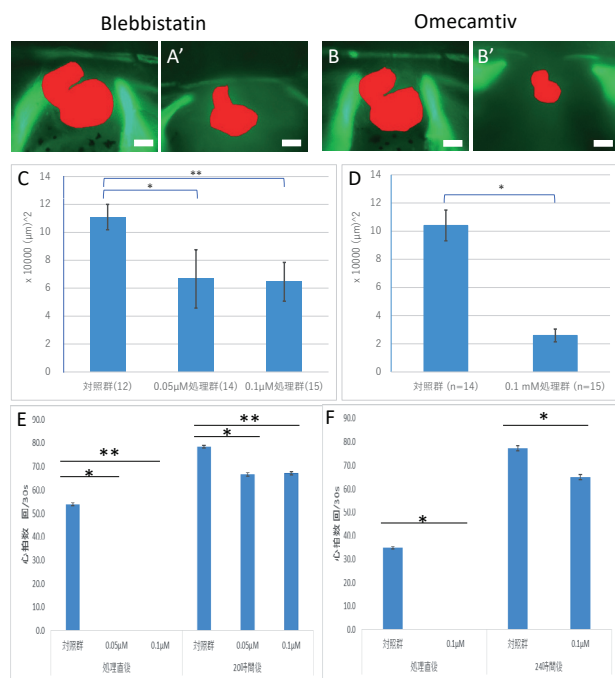 Blebbistatin
Omecamtiv
A’
B
B’
C
14
12
10
8
6
4
2
0
x 10000 (µm)^2
**
*
対照群(12)
0.05µM処理群(14)
0.1µM処理群(15)
D
14
12
10
8
6
4
2
0
x 10000 (µm)^2
*
対照群 (n=14)
0.1 mM処理群 (n=15)
E
90.0
80.0
70.0
60.0
50.0
40.0
30.0
20.0
10.0
0.0
心拍数 回/30s
**
*
**
*
対照群
0.05µM
0.1µM
対照群
0.05µM
0.1µM
処理直後
20時間後
F
90.0
80.0
70.0
60.0
50.0
40.0
30.0
20.0
10.0
0.0
心拍数 回/30s
*
*
対照群
0.1µM
対照群
0.1µM
処理直後
24時間後